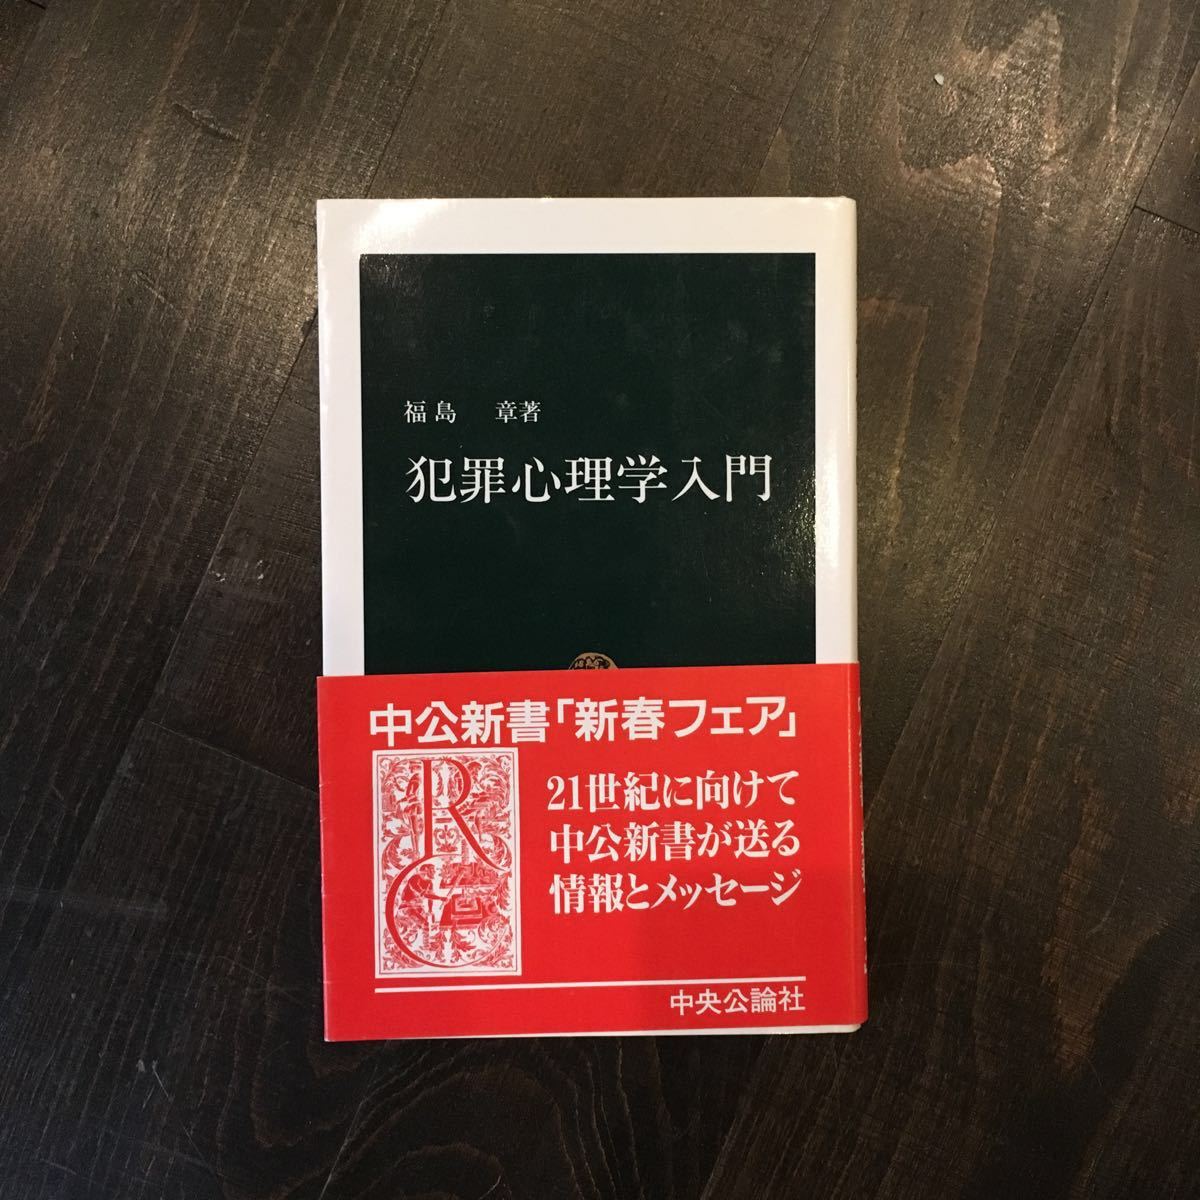 福島 章著
犯罪心理学入門
中公新書「新春フェア」
RC
21世紀に向けて
中公新書が送る
情報とメッセージ
中央公論社